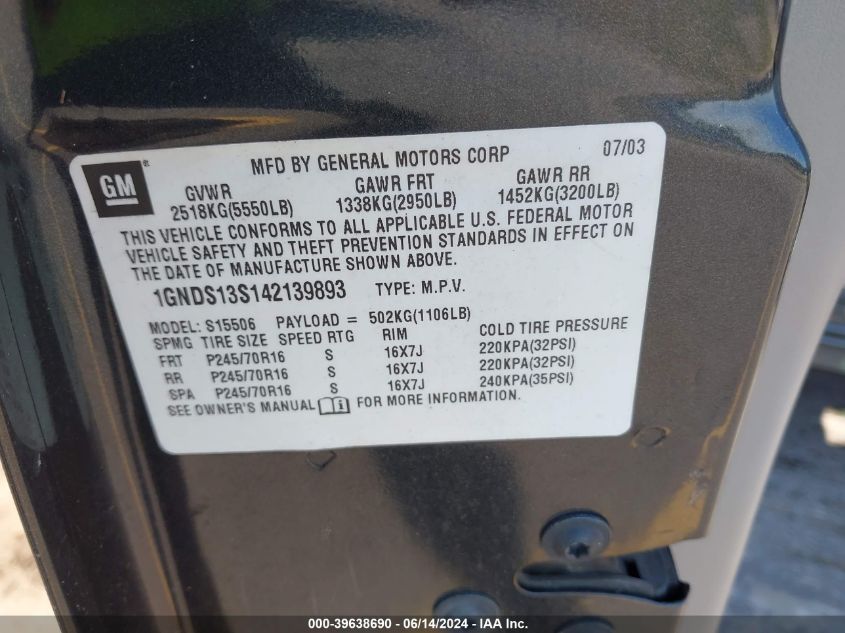 GM ®
MFD BY GENERAL MOTORS CORP 07/03
GVWR GAWR FRT GAWR RR
2518KG(5550LB) 1338KG(2950LB) 1452KG(3200LB)
THIS VEHICLE CONFORMS TO ALL APPLICABLE U.S. FEDERAL MOTOR
VEHICLE SAFETY AND THEFT PREVENTION STANDARDS IN EFFECT ON
THE DATE OF MANUFACTURE SHOWN ABOVE.
1GNDS13S142139893 TYPE: M.P.V.
MODEL: S15506 PAYLOAD = 502KG(1106LB)
SPMG TIRE SIZE SPEED RTG RIM COLD TIRE PRESSURE
FRT P245/70R16 S 16X7J 220KPA(32PSI)
RR P245/70R16 S 16X7J 220KPA(32PSI)
SPA P245/70R16 S 16X7J 240KPA(35PSI)
SEE OWNER'S MANUAL i FOR MORE INFORMATION.
000-39638690 - 06/14/2024 - IAA Inc.